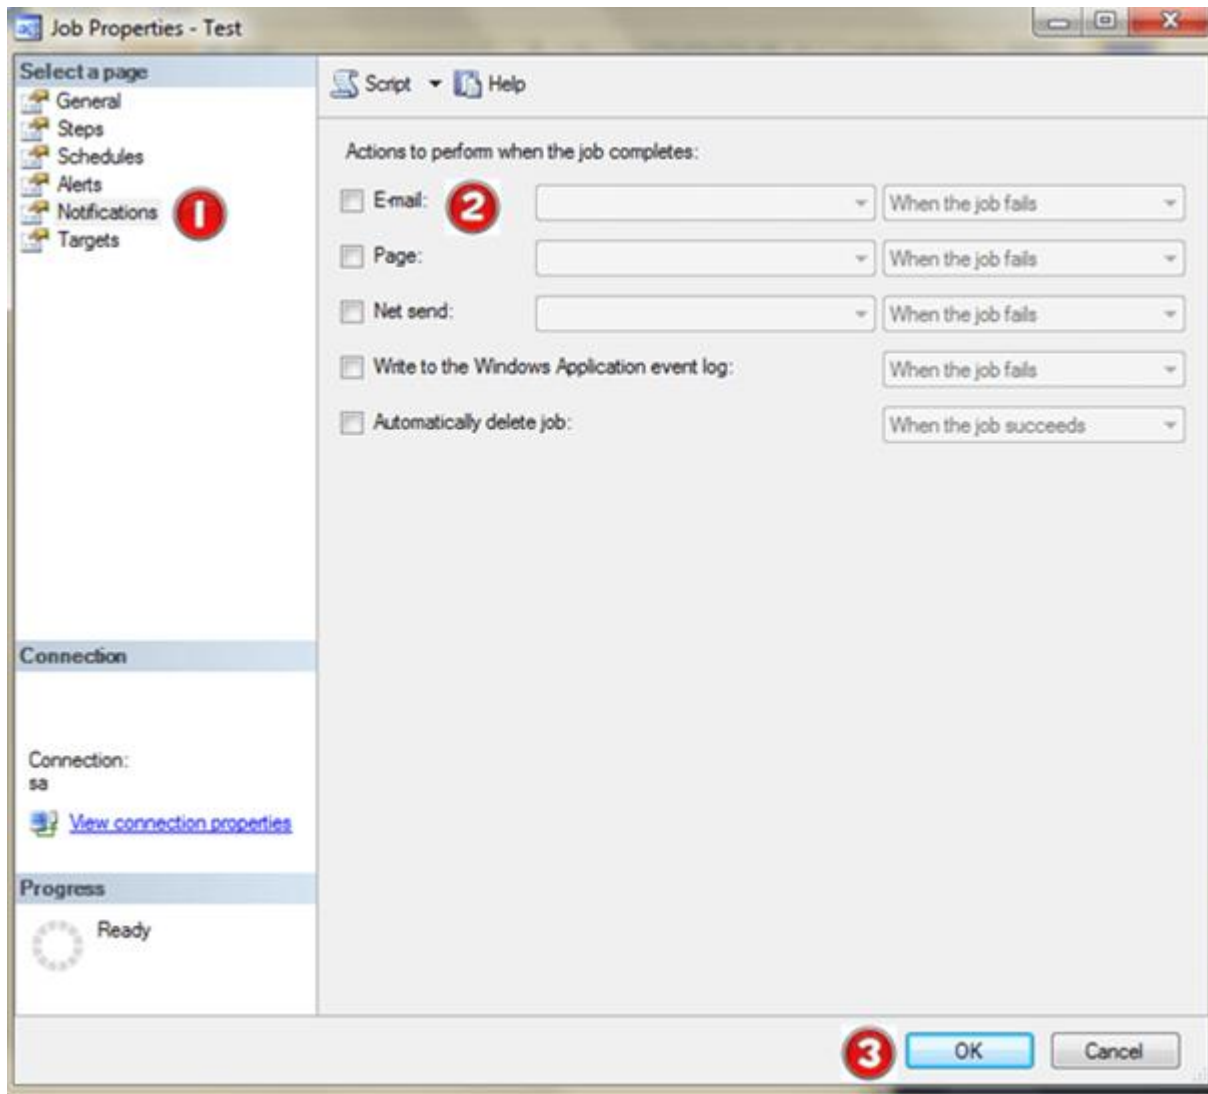 Job Properties - Test
Select a page
General
Steps
Schedules
Alerts
Notifications
Targets
1
Script
Help
Actions to perform when the job completes:
E-mail:
2
When the job fails
Page:
When the job fails
Net send:
When the job fails
Write to the Windows Application event log:
When the job fails
Automatically delete job:
When the job succeeds
Connection
Connection:
sa
View connection properties
Progress
Ready
3
OK
Cancel